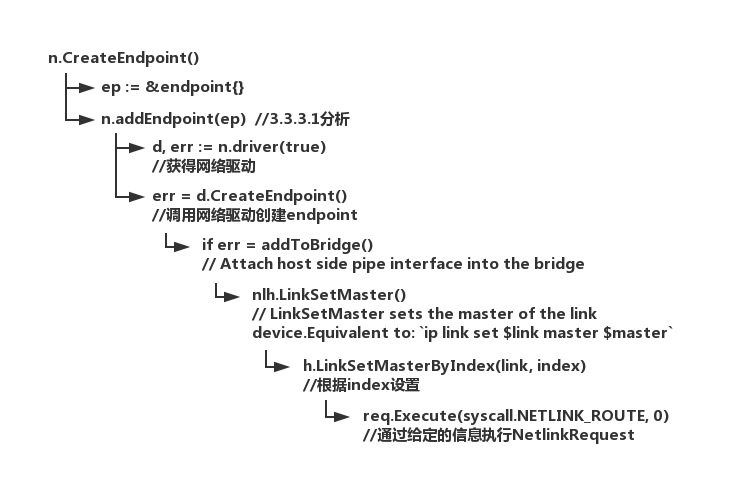 n.CreateEndpoint()
ep := &endpoint{}
n.addEndpoint(ep)  //3.3.3.1分析
d, err := n.driver(true)
//获得网络驱动
err = d.CreateEndpoint()
//调用网络驱动创建endpoint
if err = addToBridge()
// Attach host side pipe interface into the bridge
nlh.LinkSetMaster()
// LinkSetMaster sets the master of the link
device.Equivalent to: `ip link set $link master $master`
h.LinkSetMasterByIndex(link, index)
//根据index设置
req.Execute(syscall.NETLINK_ROUTE, 0)
//通过给定的信息执行NetlinkRequest